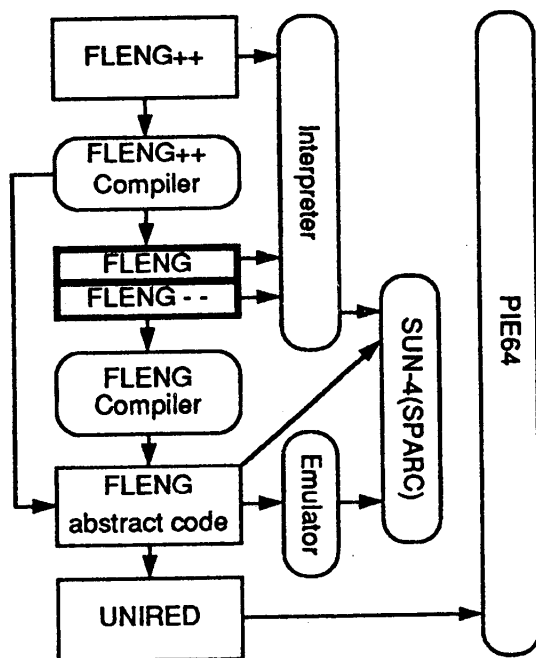 FLENG++
FLENG++
Compiler
FLENG
FLENG - -
FLENG
Compiler
FLENG
abstract code
UNIRED
Interpreter
Emulator
SUN-4(SPARC)
PIE64